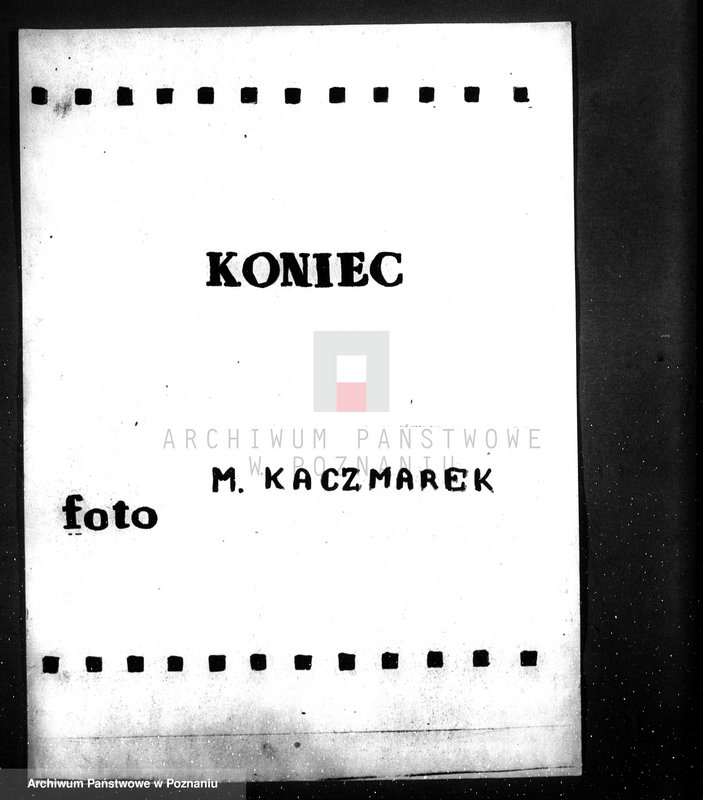 KONIEC
ARCHIWUM PAŃSTWOWE
W POZNANIU
M. KACZMAREK
foto
Archiwum Państwowe w Poznaniu